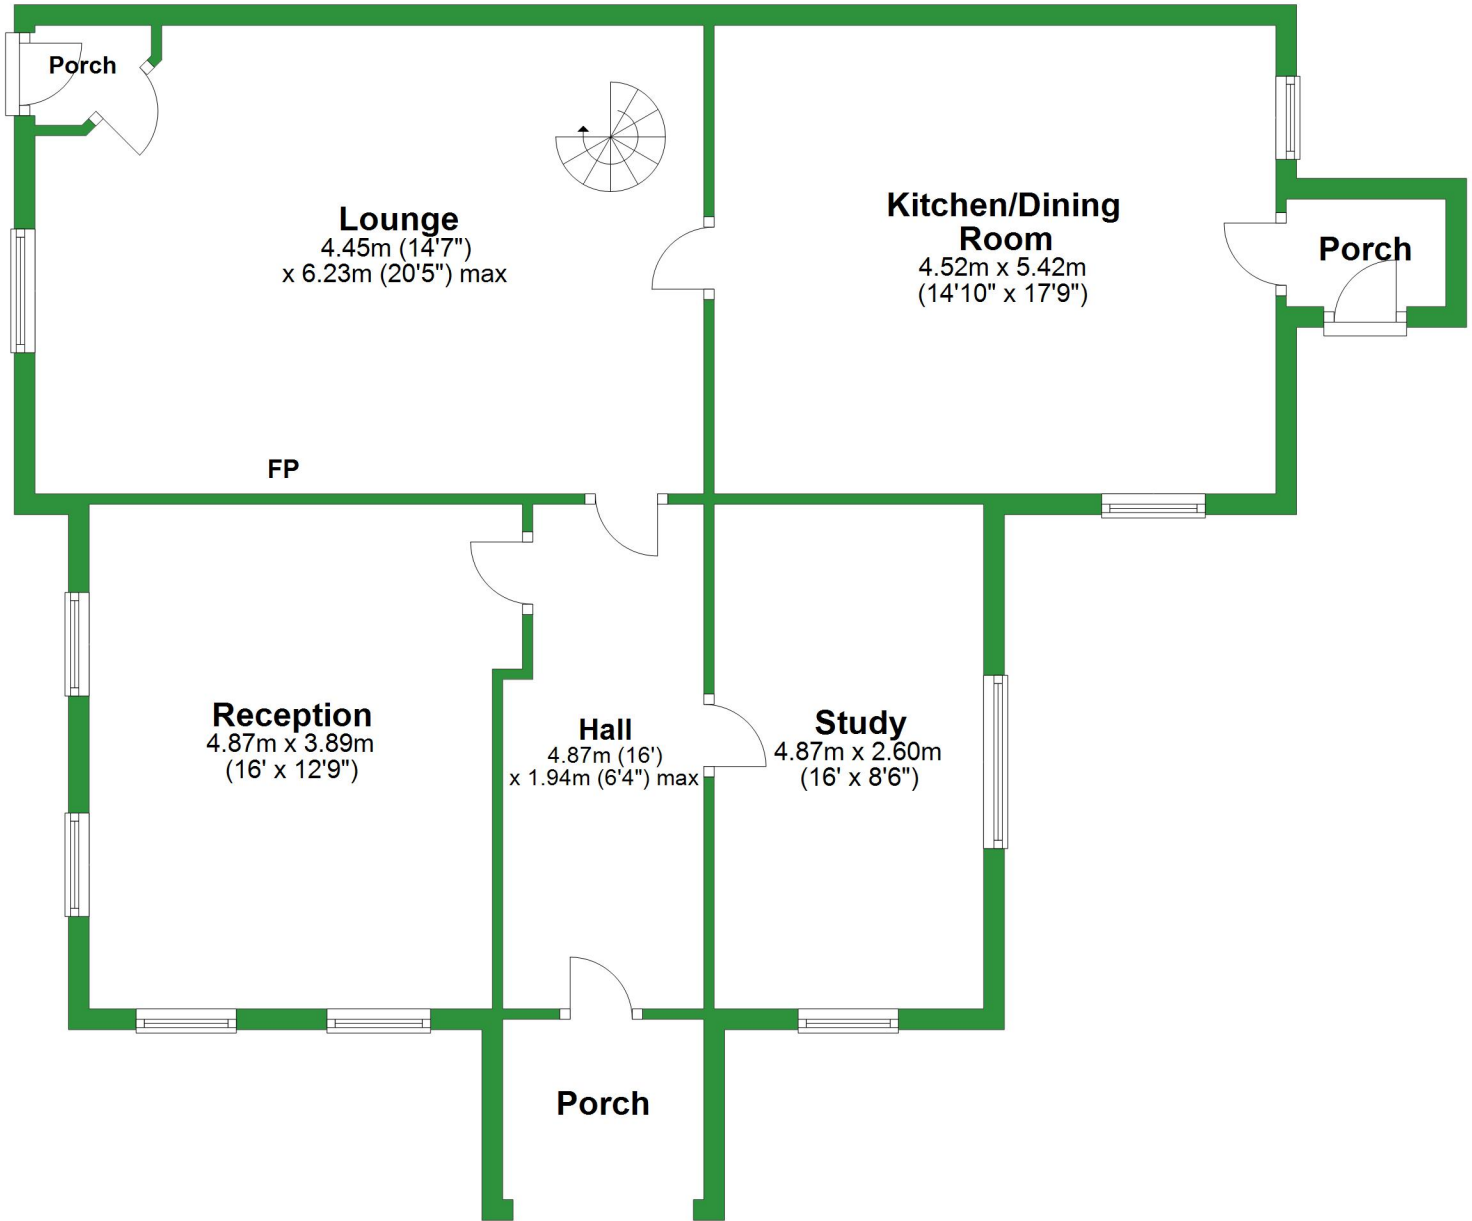 Porch
Lounge
4.45m (14'7")
x 6.23m (20'5") max
Kitchen/Dining
Room
4.52m x 5.42m
(14'10" x 17'9")
Porch
FP
Reception
4.87m x 3.89m
(16' x 12'9")
Hall
4.87m (16')
x 1.94m (6'4") max
Study
4.87m x 2.60m
(16' x 8'6")
Porch